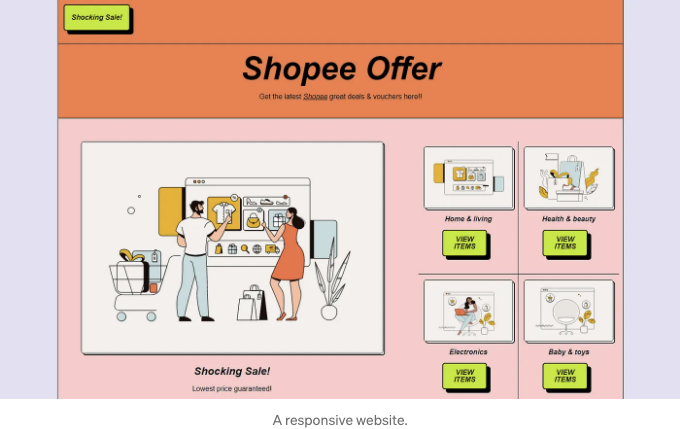 Shocking Sale!
Shopee Offer
Get the latest Shopee great deals & vouchers here!!
Home & living
VIEW
ITEMS
Health & beauty
VIEW
ITEMS
Electronics
VIEW
ITEMS
Baby & toys
VIEW
ITEMS
Shocking Sale!
Lowest price guaranteed!
A responsive website.